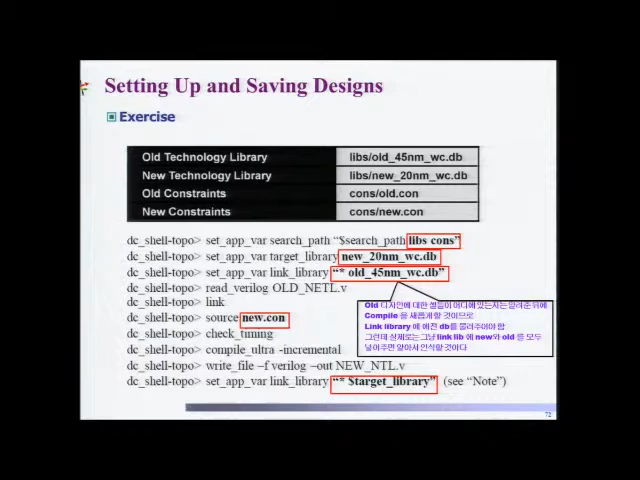 Setting Up and Saving Designs
Exercise
Old Technology Library libs/old_45nm_wc.db
New Technology Library libs/new_20nm_wc.db
Old Constraints cons/old.con
New Constraints cons/new.con
dc_shell-topo> set_app_var search_path “$search_path libs cons”
dc_shell-topo> set_app_var target_library new_20nm_wc.db
dc_shell-topo> set_app_var link_library “* old_45nm_wc.db”
dc_shell-topo> read_verilog OLD_NETL.v
dc_shell-topo> link
dc_shell-topo> source new.con
dc_shell-topo> check_timing
dc_shell-topo> compile_ultra -incremental
dc_shell-topo> write_file –f verilog –out NEW_NTL.v
dc_shell-topo> set_app_var link_library “* $target_library” (see “Note”)
Old 디자인에 대한 셀들이 어디에 있는지는 알려준 뒤에
Compile 을 새롭게 할 것이므로
Link library 에 예전 db를 물려주어야 함
그런데 실제로는 그냥 link lib 에 new와 old 를 모두
넣어주면 알아서 인식할 것이다
72